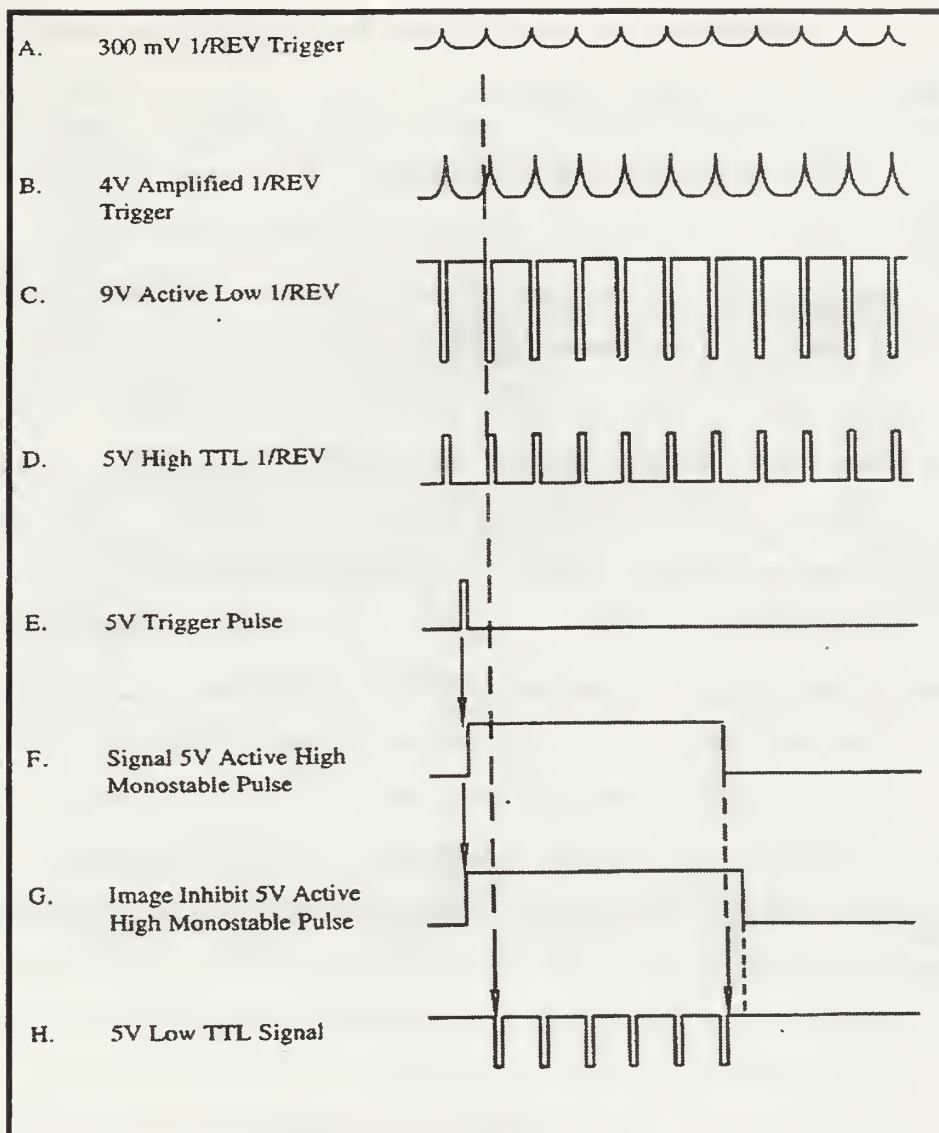 A. 300 mV 1/REV Trigger
B. 4V Amplified 1/REV
Trigger
C. 9V Active Low 1/REV
D. 5V High TTL 1/REV
E. 5V Trigger Pulse
F. Signal 5V Active High
Monostable Pulse
G. Image Inhibit 5V Active
High Monostable Pulse
H. 5V Low TTL Signal